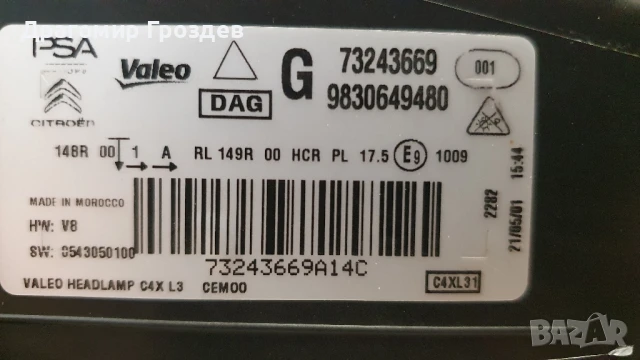 Драгомир Гроздев
PSA
CITROËN
Valeo
DAG
G
73243669
9830649480
001
148R 00 1 A RL 149R 00 HCR PL 17.5 E9 1009
MADE IN MOROCCO
HW: V8
SW: 0543050100
73243669A14C
VALEO HEADLAMP C4X L3 CEM00
C4XL31
2282
21/05/01 15:44
BAZAR